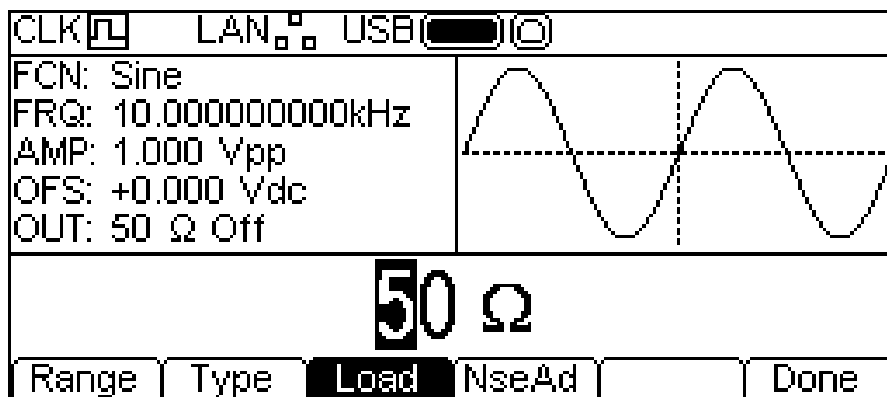 CLK LAN USB
FCN: Sine
FRQ: 10.000000000kHz
AMP: 1.000 Vpp
OFS: +0.000 Vdc
OUT: 50 Ω Off
50 Ω
Range Type Load NseAd Done